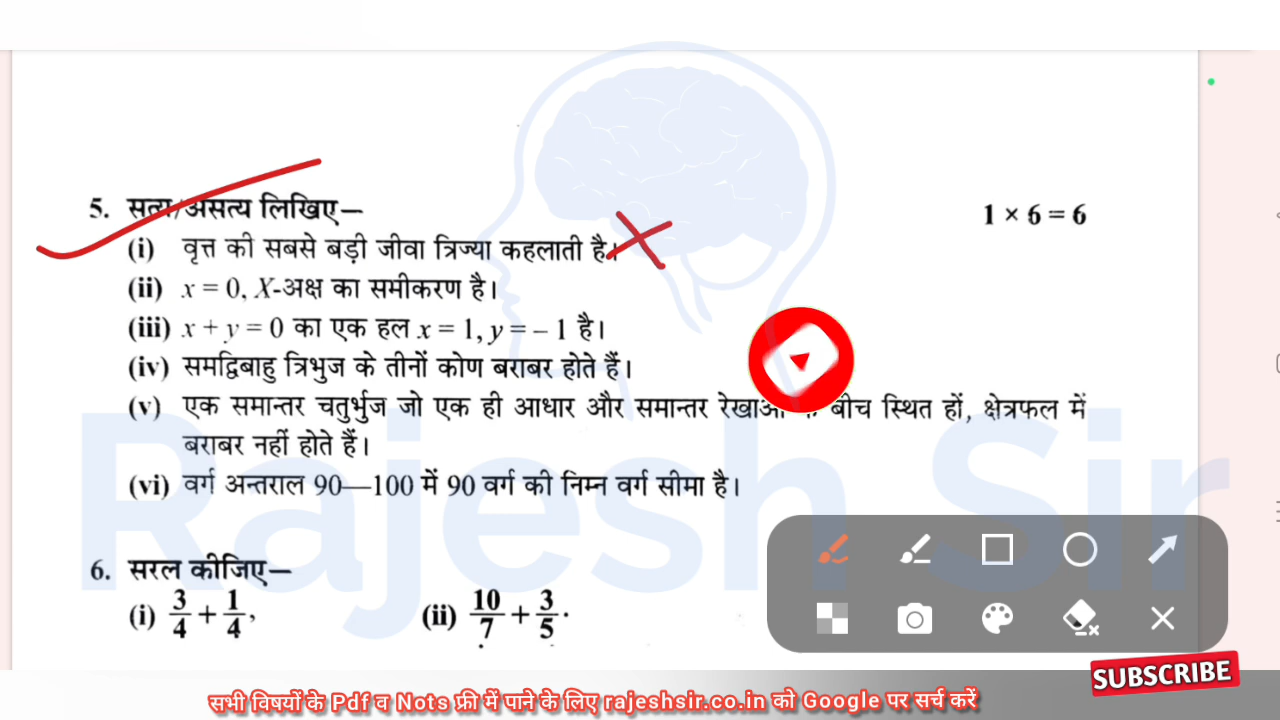 5. सत्य/असत्य लिखिए— 1 × 6 = 6
(i) वृत्त की सबसे बड़ी जीवा त्रिज्या कहलाती है।
(ii) x = 0, X-अक्ष का समीकरण है।
(iii) x + y = 0 का एक हल x = 1, y = – 1 है।
(iv) समद्विबाहु त्रिभुज के तीनों कोण बराबर होते हैं।
(v) एक समान्तर चतुर्भुज जो एक ही आधार और समान्तर बीच स्थित हों, क्षेत्रफल में
बराबर नहीं होते हैं।
(vi) वर्ग अन्तराल 90—100 में 90 वर्ग की निम्न वर्ग सीमा है।
Rajesh Sir
6. सरल कीजिए—
(i) 3/4 + 1/4, (ii) 10/7 + 3/5.
SUBSCRIBE
सभी विषयों के Pdf व Nots फ्री में पाने के लिए rajeshsir.co.in को Google पर सर्च करें